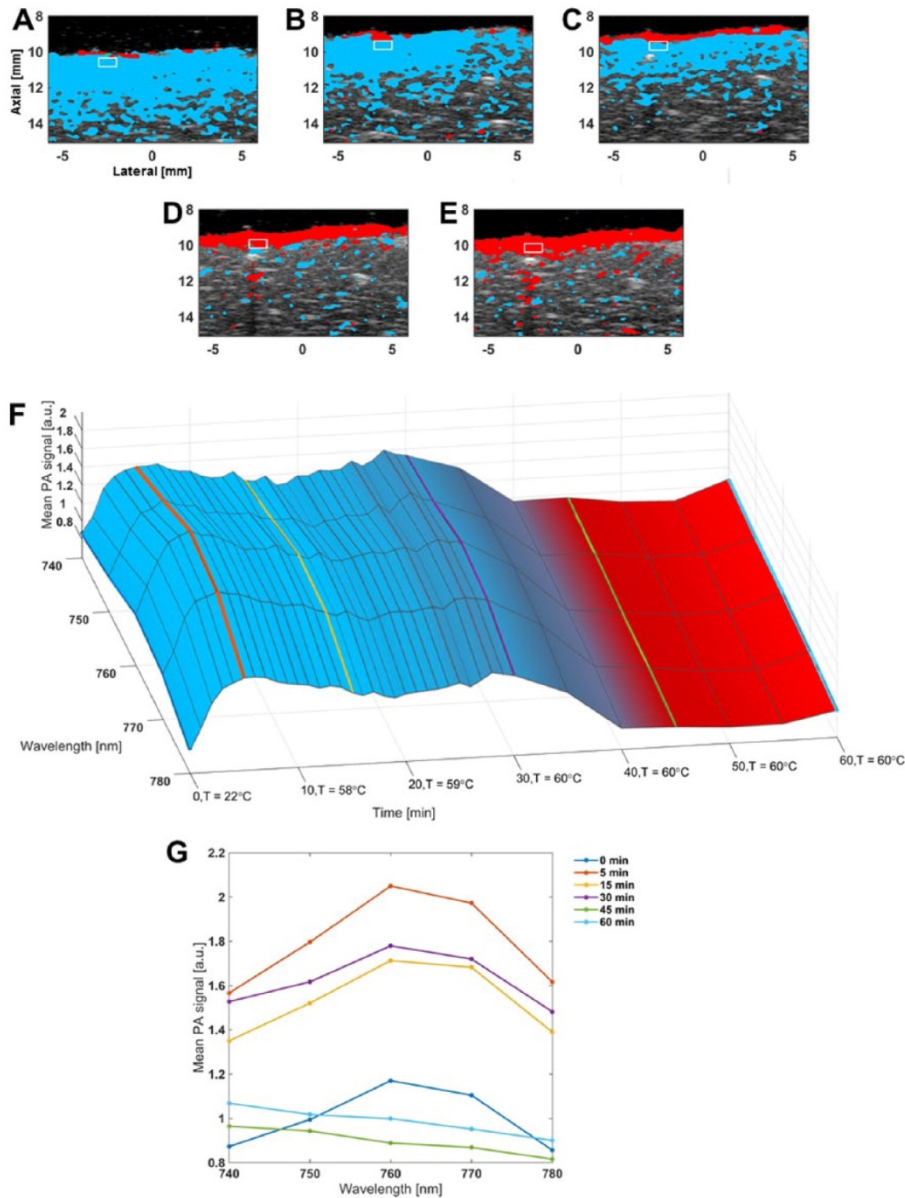 A
B
C
8
10
12
14
Axial [mm]
-5
0
5
Lateral [mm]
8
10
12
14
-5
0
5
8
10
12
14
-5
0
5
D
E
8
10
12
14
-5
0
5
8
10
12
14
-5
0
5
F
Mean PA signal [a.u.]
2
1.8
1.6
1.4
1.2
1
0.8
740
750
760
770
780
Wavelength [nm]
0,T = 22°C
10,T = 58°C
20,T = 59°C
30,T = 60°C
40,T = 60°C
50,T = 60°C
60,T = 60°C
Time [min]
G
Mean PA signal [a.u.]
2.2
2
1.8
1.6
1.4
1.2
1
0.8
740
750
760
770
780
Wavelength [nm]
0 min
5 min
15 min
30 min
45 min
60 min